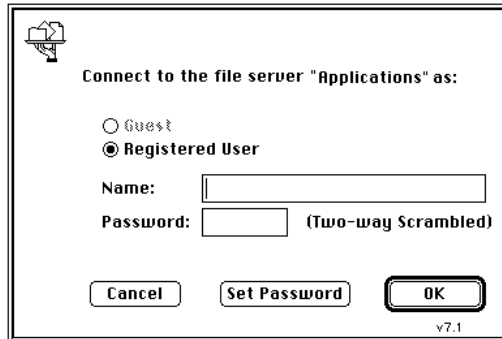 Connect to the file server "Applications" as:
Guest
Registered User
Name:
Password: (Two-way Scrambled)
Cancel Set Password OK
v7.1